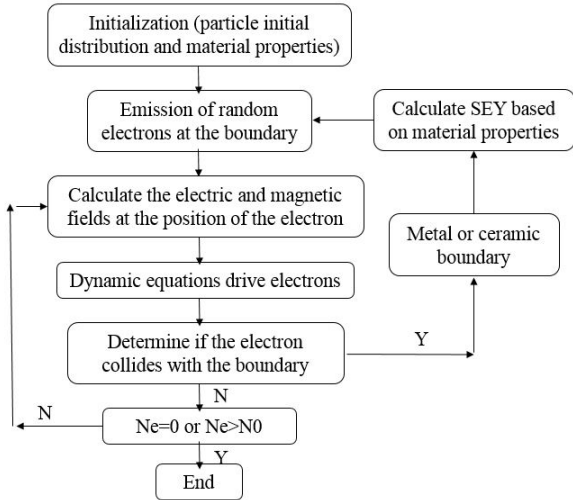 Initialization (particle initial
distribution and material properties)
Emission of random
electrons at the boundary
Calculate SEY based
on material properties
Calculate the electric and magnetic
fields at the position of the electron
Metal or ceramic
boundary
Dynamic equations drive electrons
Determine if the electron
collides with the boundary
Y
N
N
Ne=0 or Ne>N0
Y
End